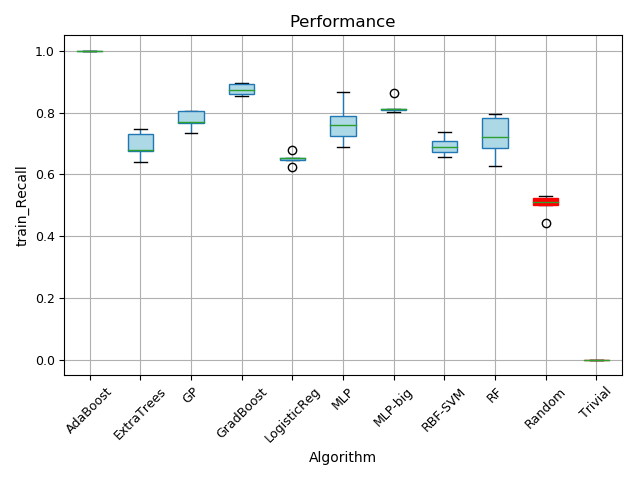 Performance
train_Recall
1.0
0.8
0.6
0.4
0.2
0.0
AdaBoost
ExtraTrees
GP
GradBoost
LogisticReg
MLP
MLP-big
RBF-SVM
RF
Random
Trivial
Algorithm